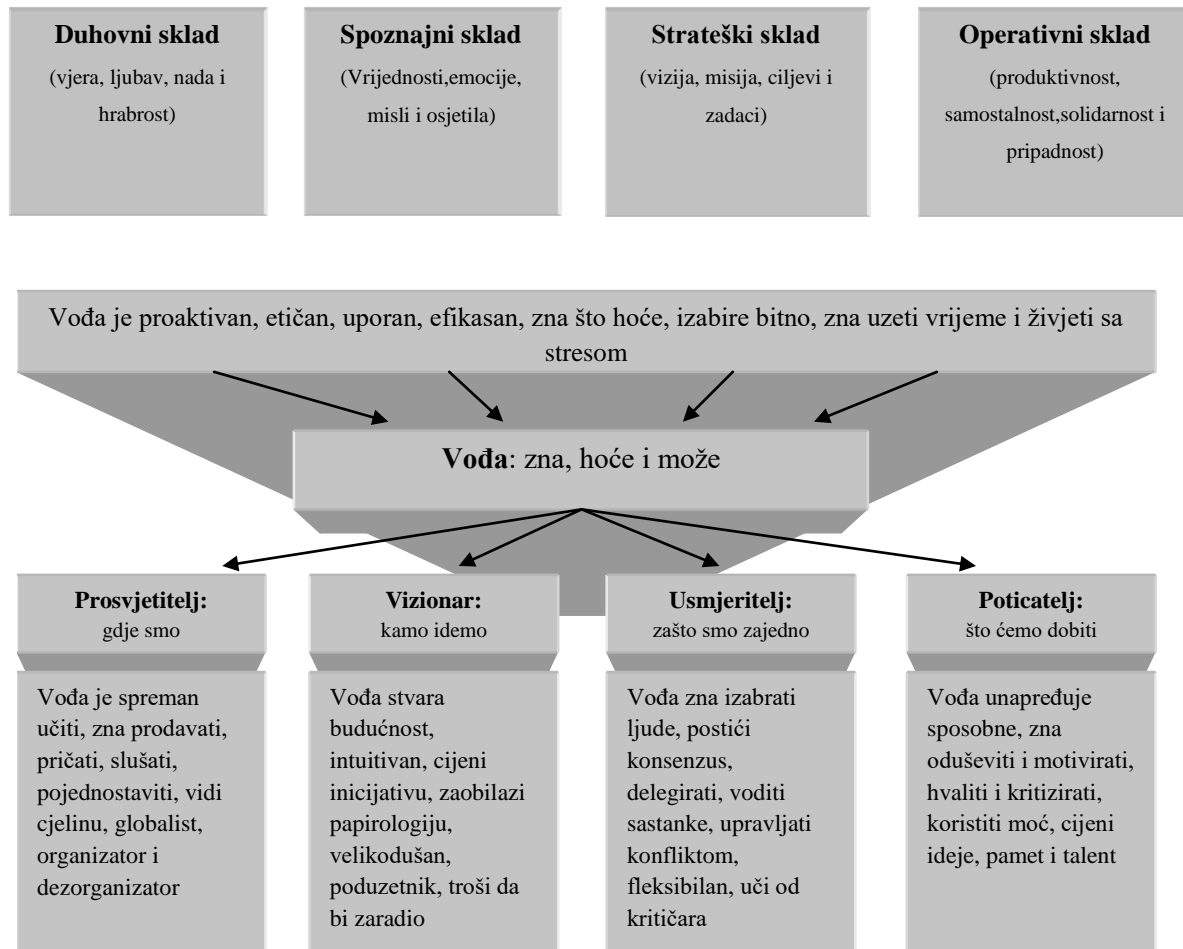 Duhovni sklad
(vjera, ljubav, nada i
hrabrost)
Spoznajni sklad
(Vrijednosti,emocije,
misli i osjetila)
Strateški sklad
(vizija, misija, ciljevi i
zadaci)
Operativni sklad
(produktivnost,
samostalnost,solidarnost i
pripadnost)
Vođa je proaktivan, etičan, uporan, efikasan, zna što hoće, izabire bitno, zna uzeti vrijeme i živjeti sa
stresom
Vođa: zna, hoće i može
Prosvjetitelj:
gdje smo
Vizionar:
kamo idemo
Usmjeritelj:
zašto smo zajedno
Poticatelj:
što ćemo dobiti
Vođa je spreman
učiti, zna prodavati,
pričati, slušati,
pojednostaviti, vidi
cjelinu, globalist,
organizator i
dezorganizator
Vođa stvara
budućnost,
intuitivan, cijeni
inicijativu, zaobilazi
papirologiju,
velikodušan,
poduzetnik, troši da
bi zaradio
Vođa zna izabrati
ljude, postići
konsenzus,
delegirati, voditi
sastanke, upravljati
konfliktom,
fleksibilan, uči od
kritičara
Vođa unapređuje
sposobne, zna
oduševiti i motivirati,
hvaliti i kritizirati,
koristiti moć, cijeni
ideje, pamet i talent